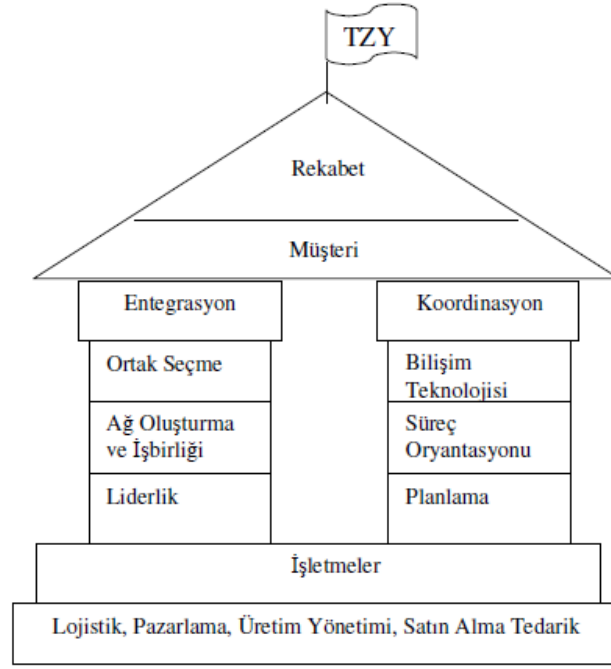 TZY
Rekabet
Müşteri
Entegrasyon
Ortak Seçme
Ağ Oluşturma
ve İşbirliği
Liderlik
Koordinasyon
Bilişim
Teknolojisi
Süreç
Oryantasyonu
Planlama
İşletmeler
Lojistik, Pazarlama, Üretim Yönetimi, Satın Alma Tedarik